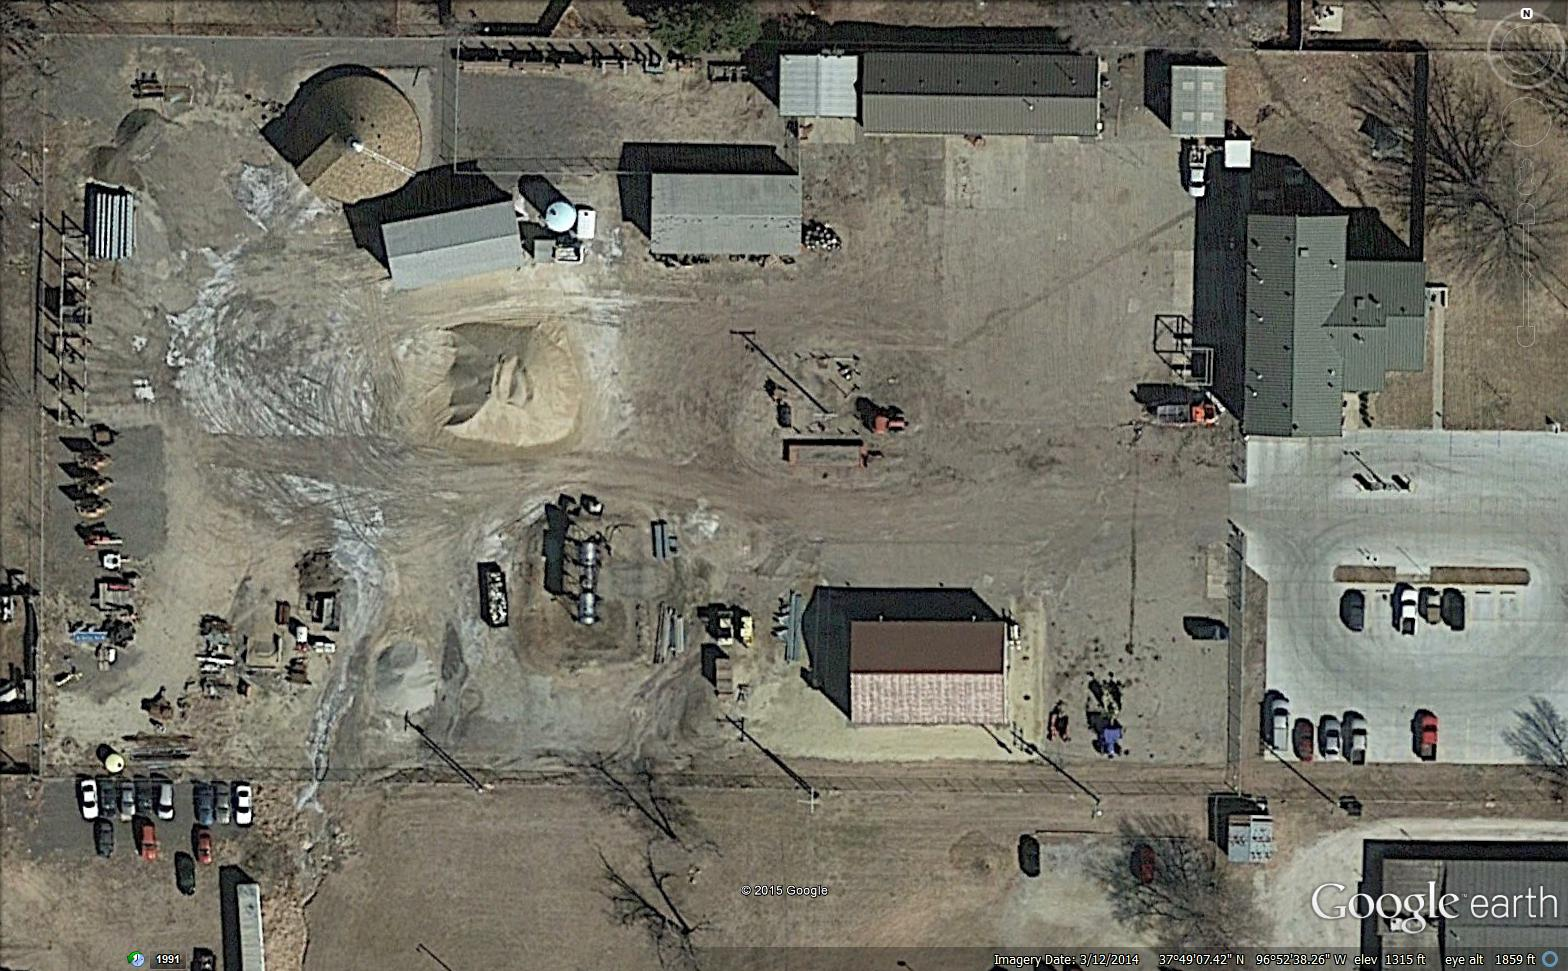 N
© 2015 Google
Google earth
1991
Imagery Date: 3/12/2014 37°49'07.42" N 96°52'38.26" W elev 1315 ft eye alt 1859 ft